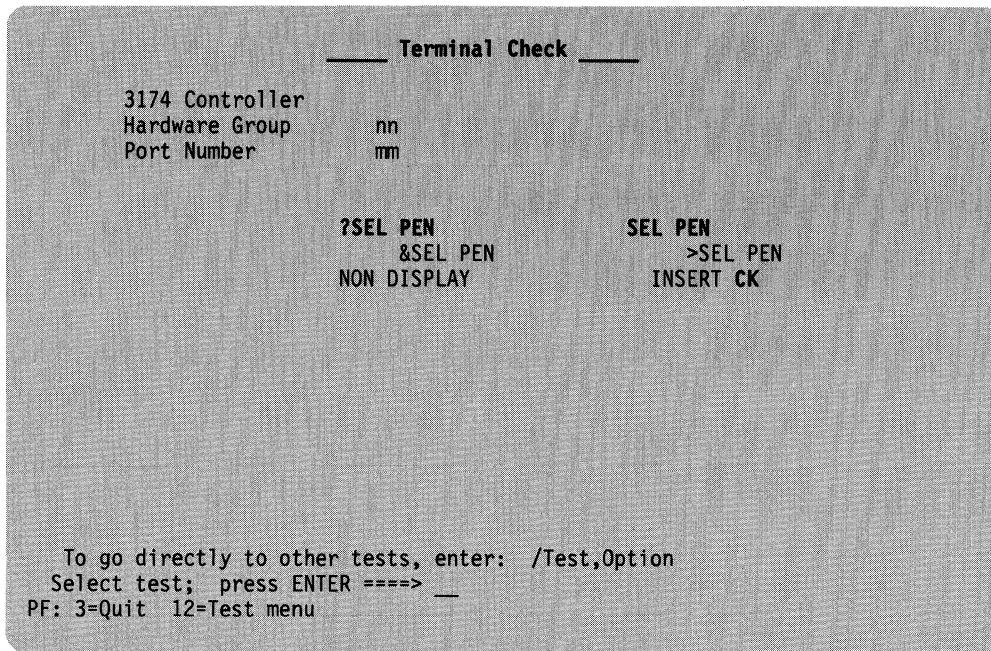 _____ Terminal Check _____
3174 Controller
Hardware Group nn
Port Number mm
?SEL PEN SEL PEN
&SEL PEN >SEL PEN
NON DISPLAY INSERT CK
To go directly to other tests, enter: /Test,Option
Select test; press ENTER ====> __
PF: 3=Quit 12=Test menu